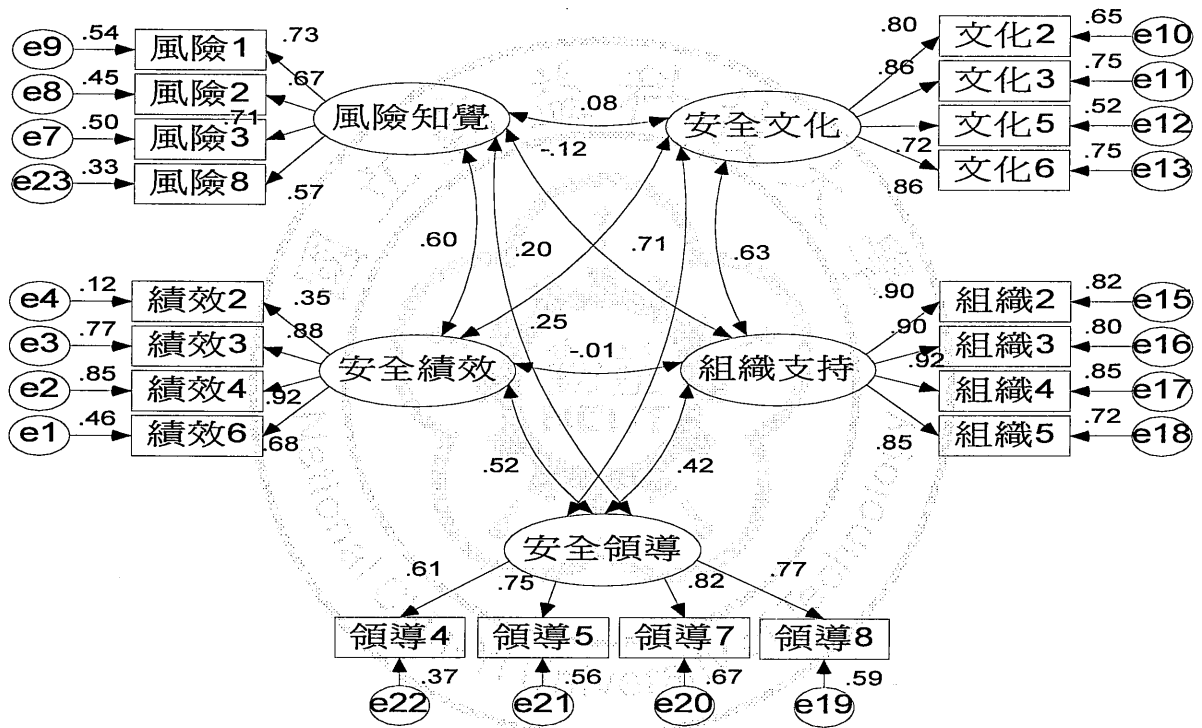 e9 .54 風險1 .73
e8 .45 風險2 .67
e7 .50 風險3 .71
e23 .33 風險8 .57
風險知覺
.80 文化2 .65 e10
.86 文化3 .75 e11
文化5 .52 e12
.72
.86 文化6 .75 e13
安全文化
.08
-.12
.60 .20 .71 .63
.25
-.01
e4 .12 績效2 .35
e3 .77 績效3 .88
e2 .85 績效4 .92
e1 .46 績效6 .68
安全績效
組織支持
.90 組織2 .82 e15
.90 組織3 .80 e16
.92 組織4 .85 e17
.85 組織5 .72 e18
.52 .42
安全領導
.61 .75 .82 .77
領導4 領導5 領導7 領導8
.37 .56 .67 .59
e22 e21 e20 e19